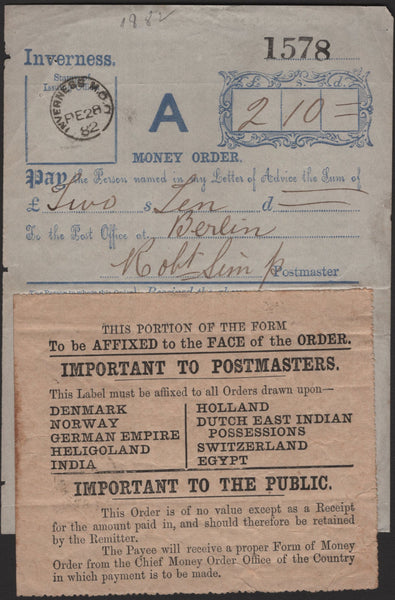 1882
1578
Inverness.
INVERNESS. M.O.O
DE 28
82
A
£ s. d.
2 10 =
MONEY ORDER.
Pay the Person named in my Letter of Advice the Sum of
£ Two s Ten d
To the Post Office at Berlin
Robt Sim p Postmaster
THIS PORTION OF THE FORM
To be AFFIXED to the FACE of the ORDER.
IMPORTANT TO POSTMASTERS.
This Label must be affixed to all Orders drawn upon—
DENMARK
NORWAY
GERMAN EMPIRE
HELIGOLAND
INDIA
HOLLAND
DUTCH EAST INDIAN
POSSESSIONS
SWITZERLAND
EGYPT
IMPORTANT TO THE PUBLIC.
This Order is of no value except as a Receipt
for the amount paid in, and should therefore be retained
by the Remitter.
The Payee will receive a proper Form of Money
Order from the Chief Money Order Office of the Country
in which payment is to be made.